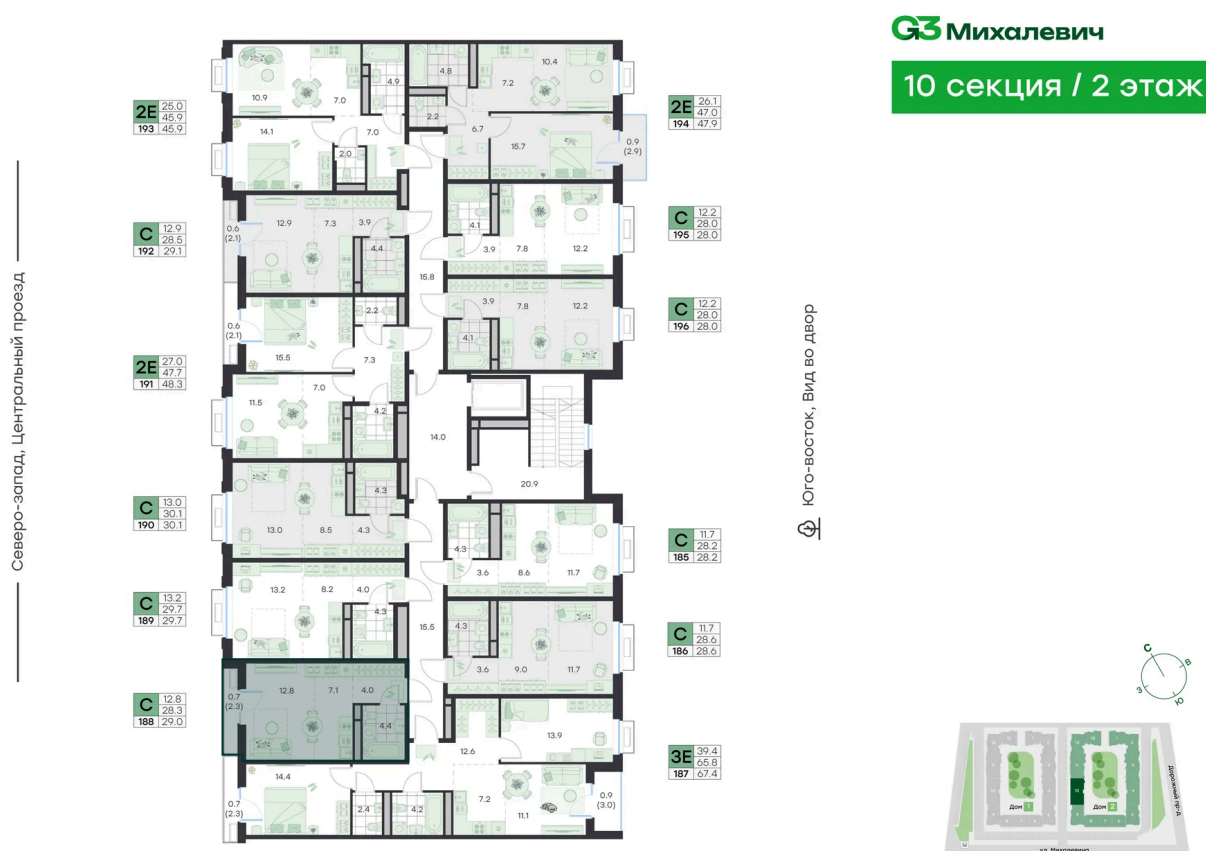 G3 Михалевич
10 секция / 2 этаж
Северо-запад, Центральный проезд
Юго-восток, Вид во двор
2Е 25.0
45.9
193 45.9
С 12.9
28.5
192 29.1
2Е 27.0
47.7
191 48.3
С 13.0
30.1
190 30.1
С 13.2
29.7
189 29.7
С 12.8
28.3
188 29.0
10.9 7.0 4.9
14.1 2.0 7.0
0.6
(2.1)
12.9 7.3 3.9
4.4
0.6
(2.1)
15.5 2.2
7.3
11.5 7.0 4.2
13.0 8.5 4.3
4.3
13.2 8.2 4.0
4.3
0.7
(2.3)
12.8 7.1 4.0
4.4
0.7
(2.3)
14.4 2.4 4.2
12.6 13.9
7.2 11.1
0.9
(3.0)
15.8
14.0
20.9
15.5
4.8 7.2 10.4
2.2 6.7 15.7
0.9
(2.9)
4.1
3.9 7.8 12.2
3.9 7.8 12.2
4.1
4.3
3.6 8.6 11.7
4.3
3.6 9.0 11.7
2Е 26.1
47.0
194 47.9
С 12.2
28.0
195 28.0
С 12.2
28.0
196 28.0
С 11.7
28.2
185 28.2
С 11.7
28.6
186 28.6
3Е 39.4
65.8
187 67.4
С
В
З
Ю
Дом 1
Дом 2
Дорожный пр-д
ул. Михалевича